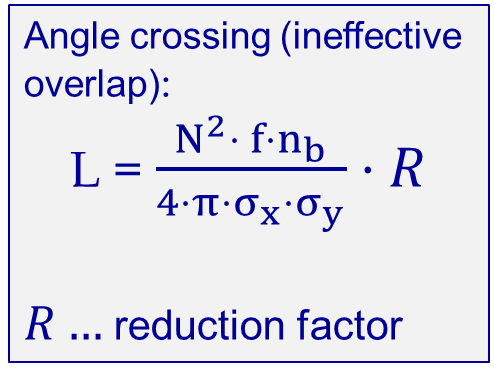 Angle crossing (ineffective
overlap):
L = N²· f·n_b / 4·π·σ_x·σ_y · R
R ... reduction factor